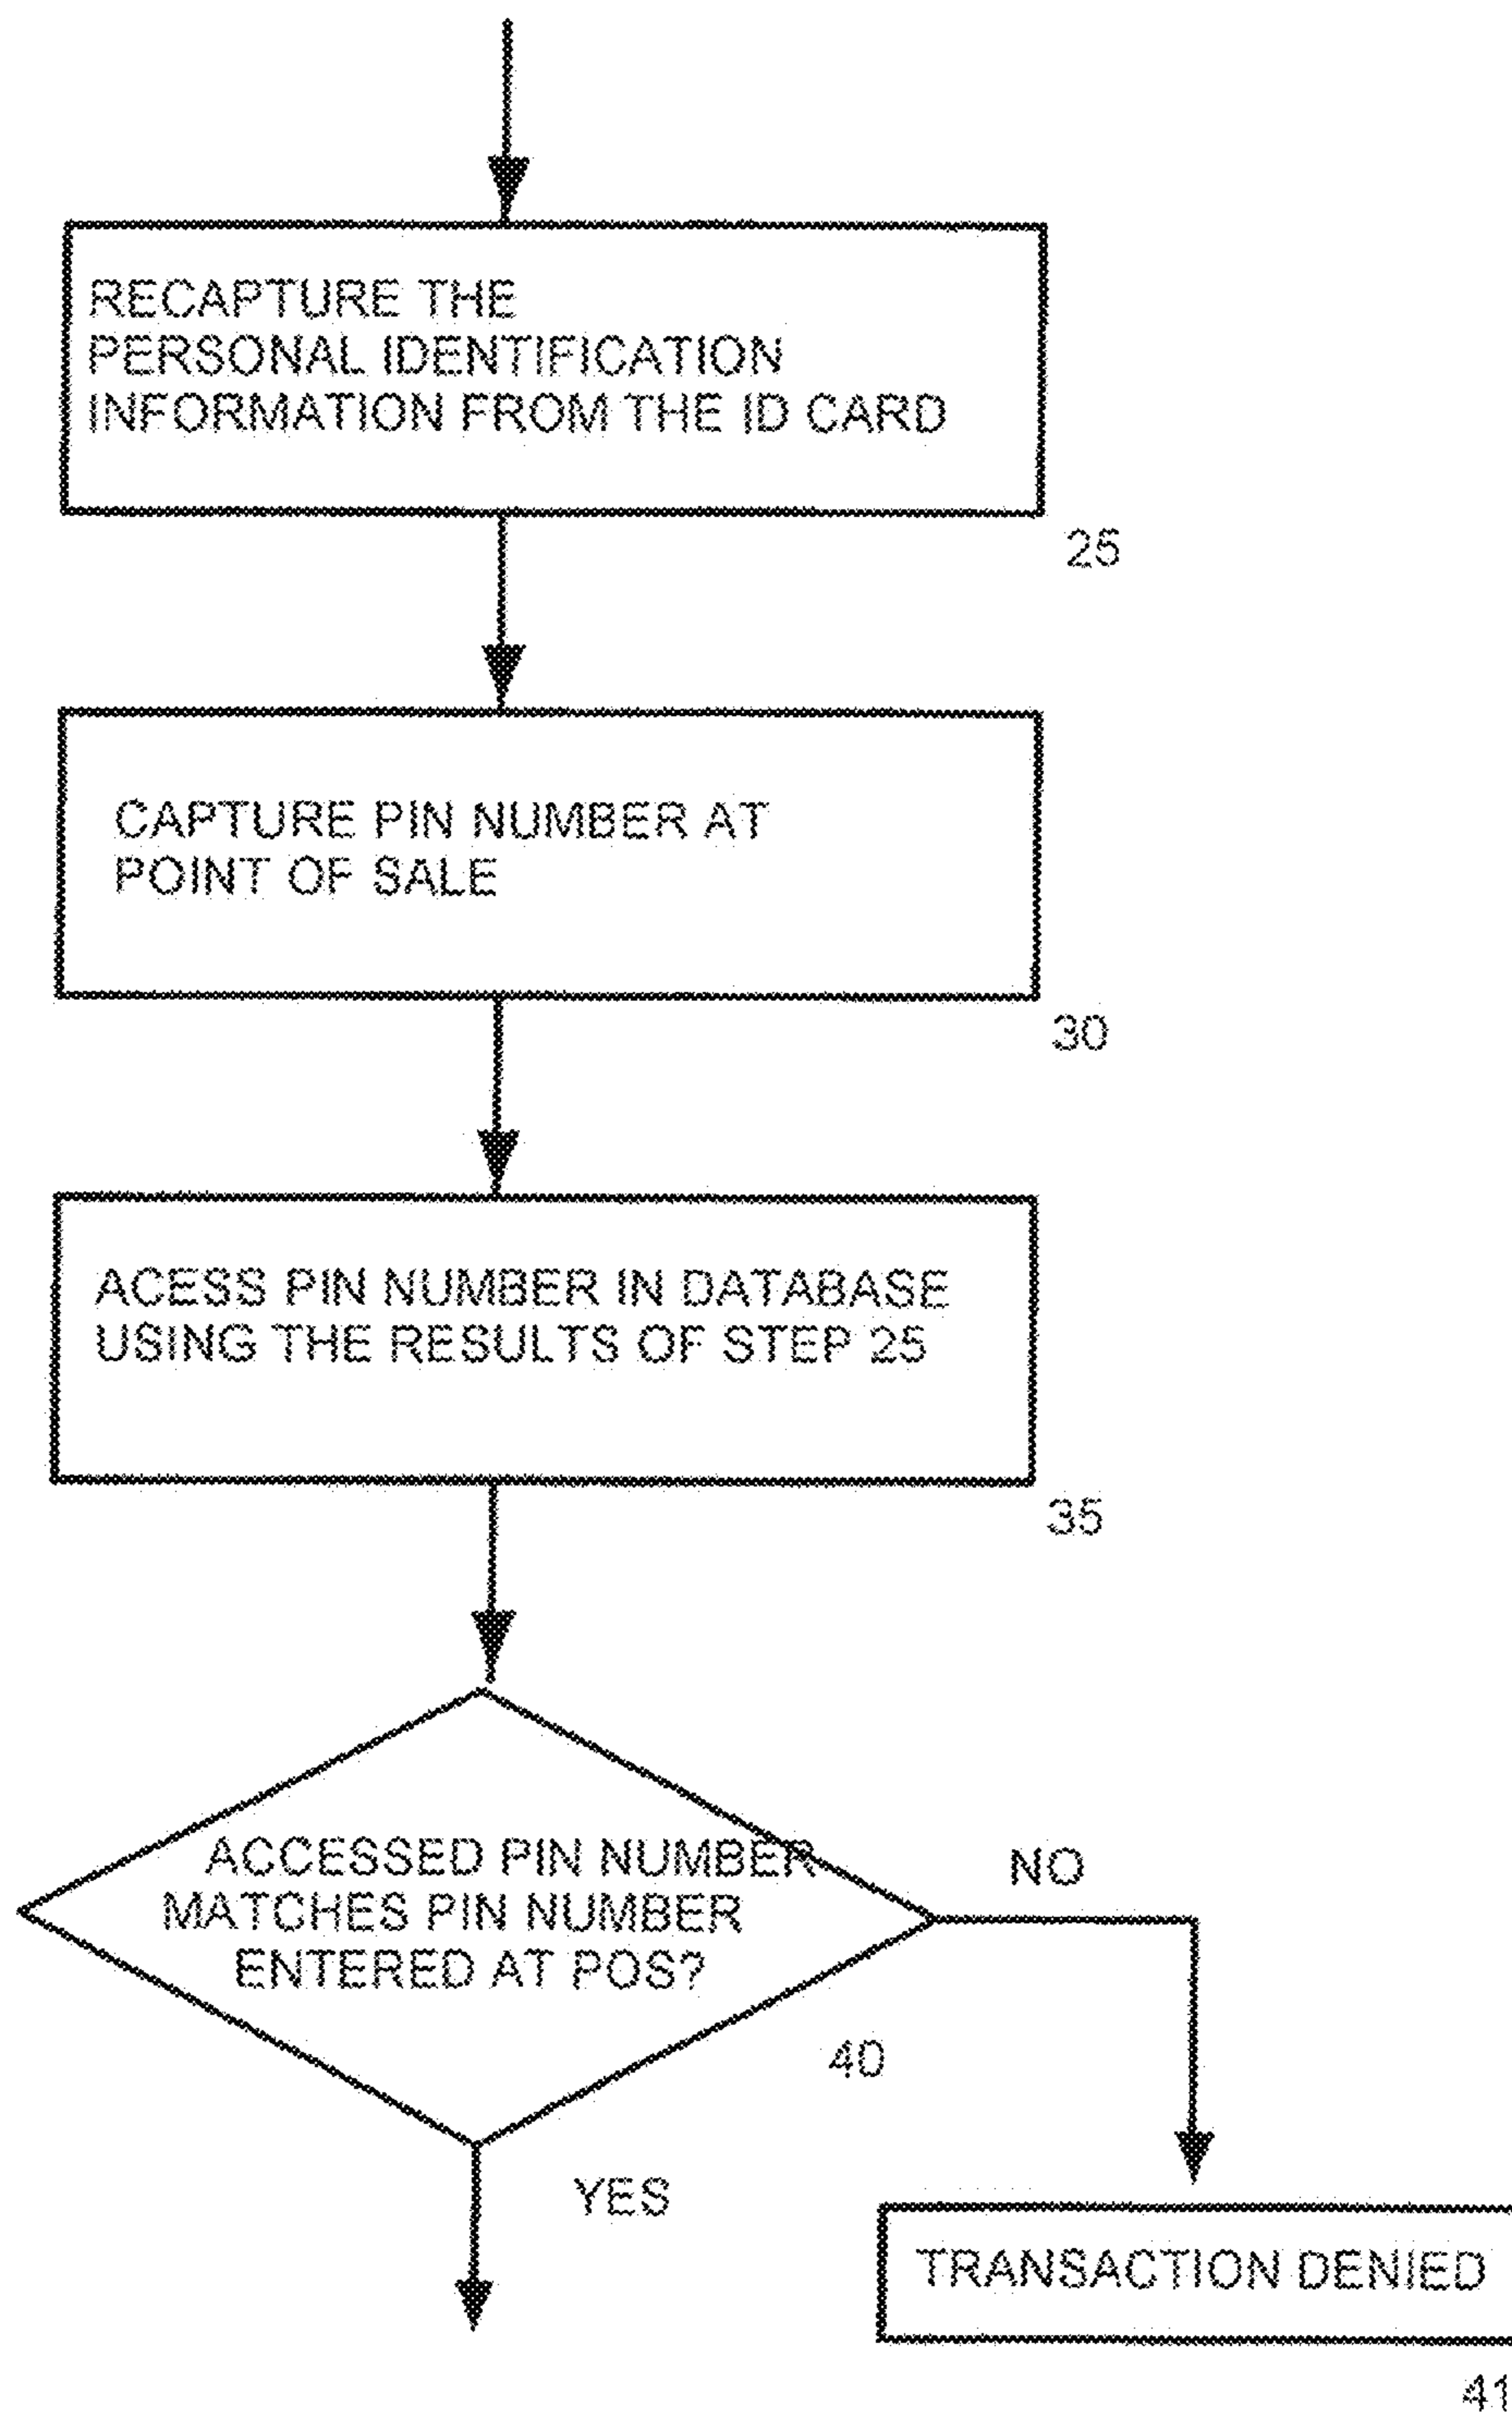 RECAPTURE THE
PERSONAL IDENTIFICATION
INFORMATION FROM THE ID CARD
25
CAPTURE PIN NUMBER AT
POINT OF SALE
30
ACESS PIN NUMBER IN DATABASE
USING THE RESULTS OF STEP 25
35
ACCESSED PIN NUMBER
MATCHES PIN NUMBER
ENTERED AT POS?
NO
40
YES
TRANSACTION DENIED
41